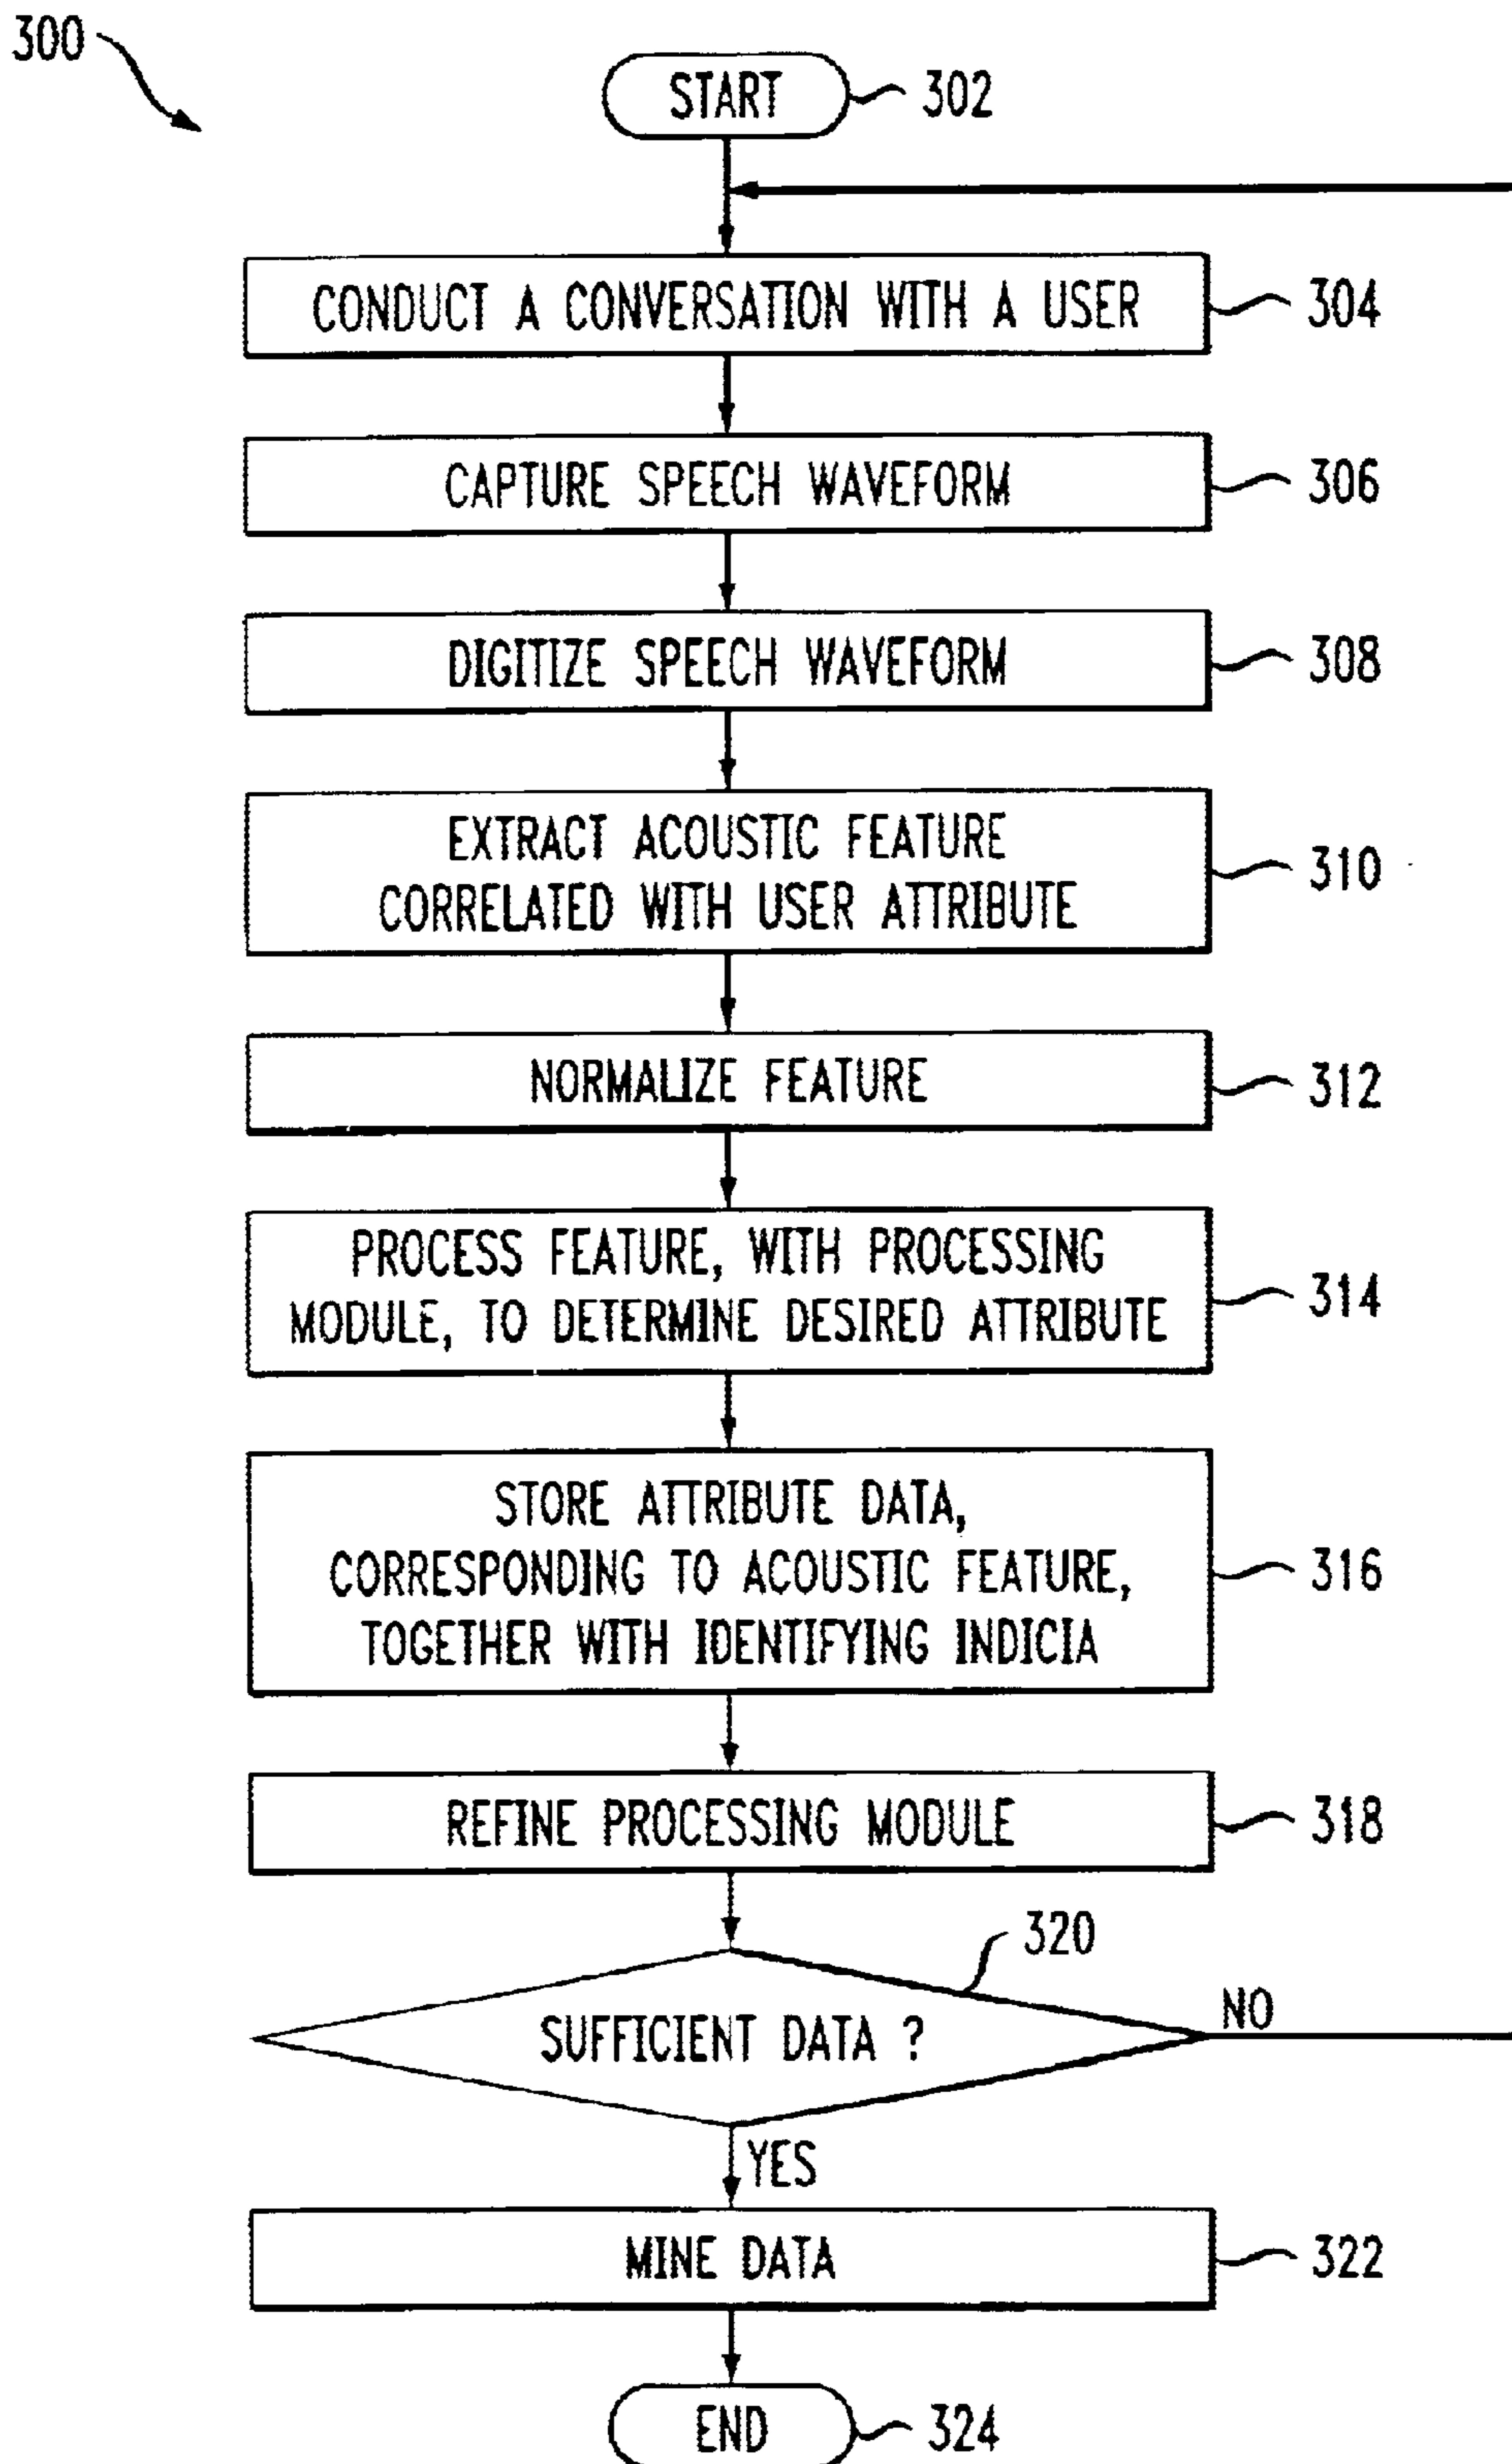 300
START
302
CONDUCT A CONVERSATION WITH A USER
304
CAPTURE SPEECH WAVEFORM
306
DIGITIZE SPEECH WAVEFORM
308
EXTRACT ACOUSTIC FEATURE
CORRELATED WITH USER ATTRIBUTE
310
NORMALIZE FEATURE
312
PROCESS FEATURE, WITH PROCESSING
MODULE, TO DETERMINE DESIRED ATTRIBUTE
314
STORE ATTRIBUTE DATA,
CORRESPONDING TO ACOUSTIC FEATURE,
TOGETHER WITH IDENTIFYING INDICIA
316
REFINE PROCESSING MODULE
318
320
SUFFICIENT DATA ?
NO
YES
MINE DATA
322
END
324